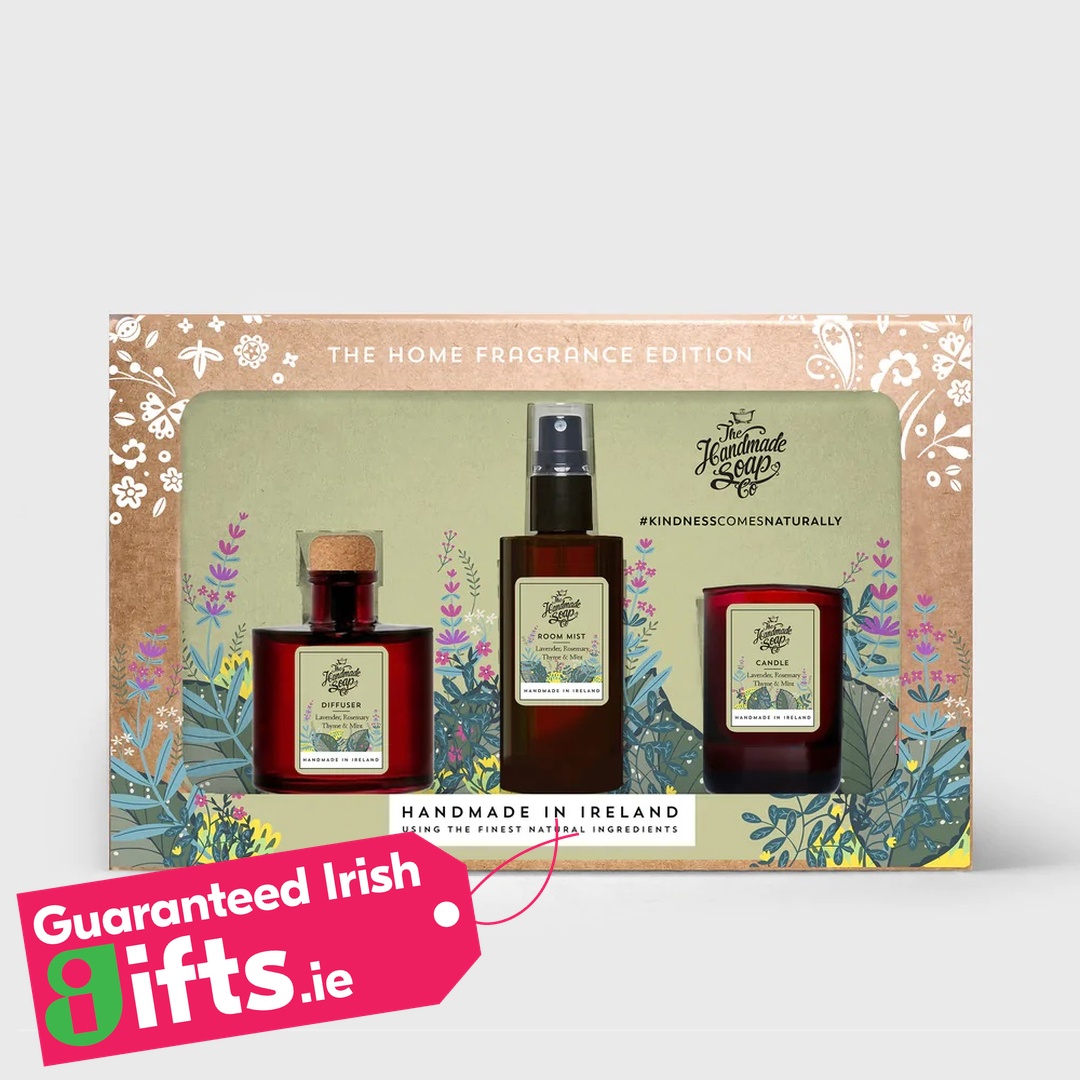 THE HOME FRAGRANCE EDITION
The
Handmade
Soap
Co
#KINDNESSCOMESNATURALLY
The
Handmade
Soap
Co
DIFFUSER
Lavender, Rosemary
Thyme & Mint
HANDMADE IN IRELAND
The
Handmade
Soap
Co
ROOM MIST
Lavender, Rosemary
Thyme & Mint
HANDMADE IN IRELAND
The
Handmade
Soap
Co
CANDLE
Lavender, Rosemary
Thyme & Mint
HANDMADE IN IRELAND
HANDMADE IN IRELAND
USING THE FINEST NATURAL INGREDIENTS
Guaranteed Irish
Gifts.ie